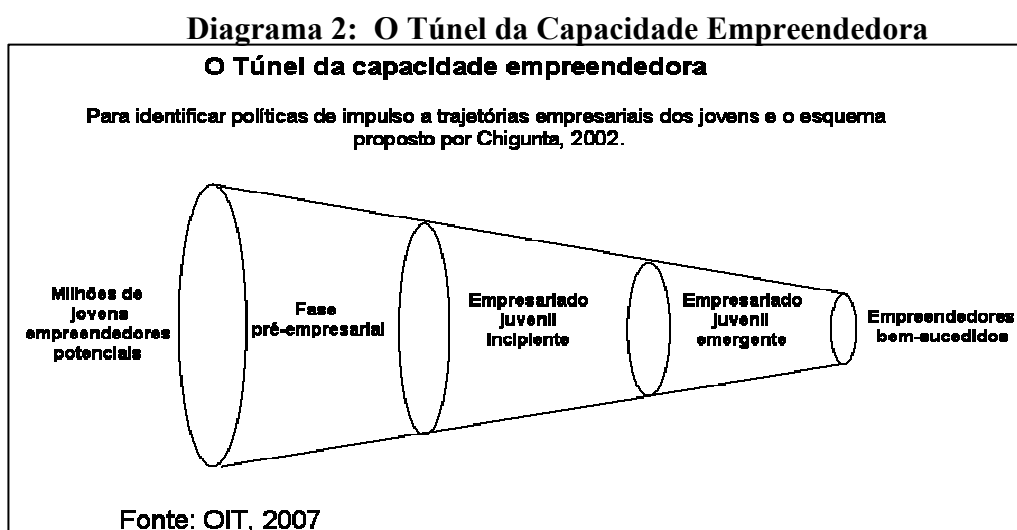 Diagrama 2: O Túnel da Capacidade Empreendedora
O Túnel da capacidade empreendedora
Para identificar políticas de impulso a trajetórias empresariais dos jovens e o esquema
proposto por Chigunta, 2002.
Milhões de
jovens
empreendedores
potenciais
Fase
pré-empresarial
Empresariado
juvenil
incipiente
Empresariado
juvenil
emergente
Empreendedores
bem-sucedidos
Fonte: OIT, 2007